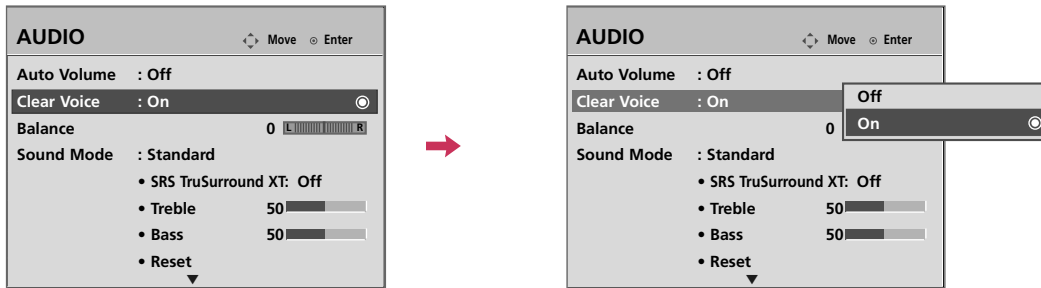 AUDIO
Move Enter
Auto Volume : Off
Clear Voice : On
Balance 0 L R
Sound Mode : Standard
• SRS TruSurround XT: Off
• Treble 50
• Bass 50
• Reset
AUDIO
Move Enter
Auto Volume : Off
Clear Voice : On
Balance 0
Sound Mode : Standard
• SRS TruSurround XT: Off
• Treble 50
• Bass 50
• Reset
Off
On